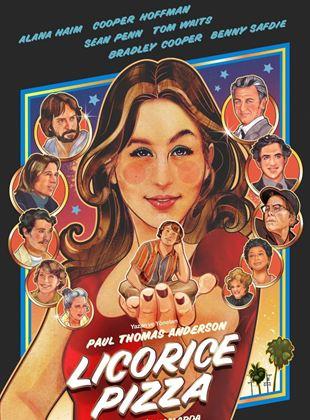 ALANA HAIM COOPER HOFFMAN
SEAN PENN TOM WAITS
BRADLEY COOPER BENNY SAFDIE
Yazan ve Yöneten
PAUL THOMAS ANDERSON
LICORICE
PIZZA